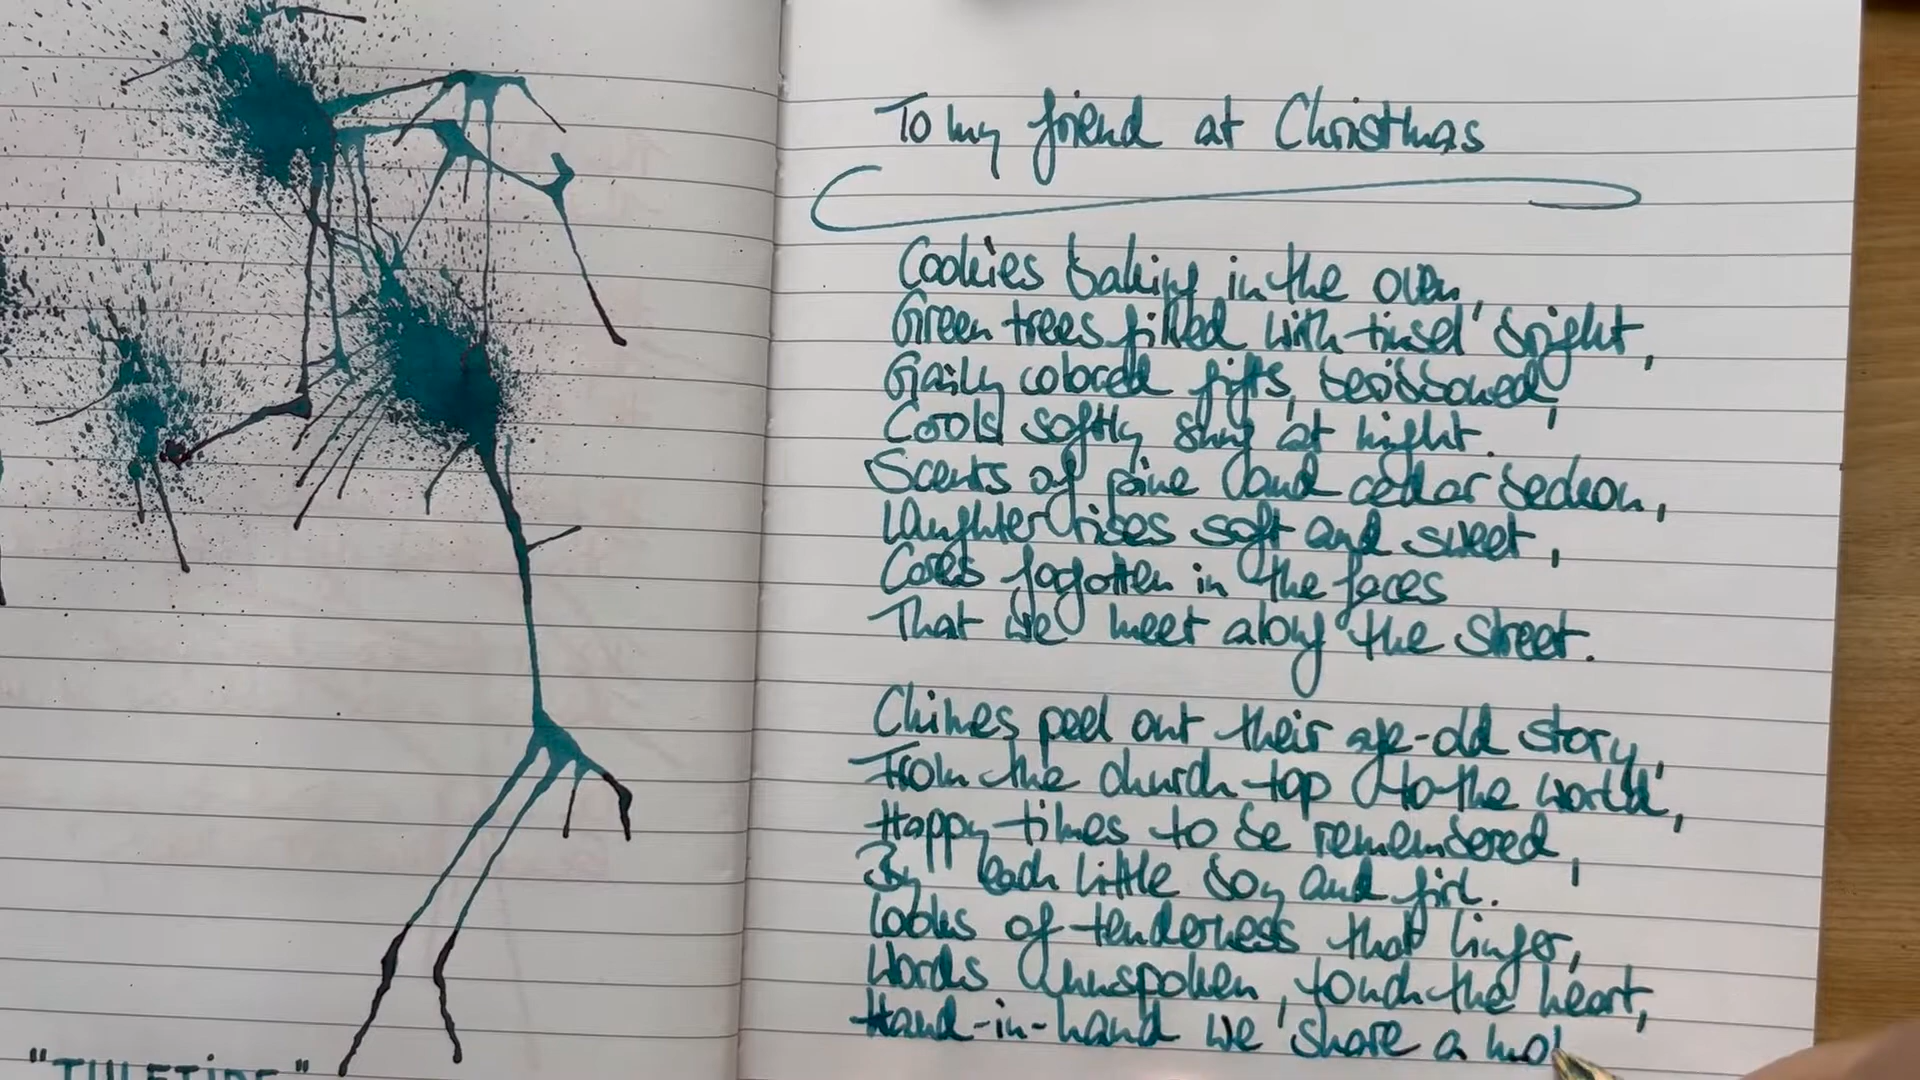 To my friend at Christmas
Cookies baking in the oven,
Green trees filled with tinsel bright,
Gaily colored gifts, beribboned,
Carols softly sung at night.
Scents of pine and cedar beckon,
Laughter rises soft and sweet,
Cares fogotten in the faces
That we meet along the street.
Chimes peel out their age-old story,
From the church top to the world,
Happy times to be remembered,
By each little boy and girl.
Looks of tenderness that linger,
Words unspoken, touch the heart,
Hand-in-hand we share a
"YULETIDE"